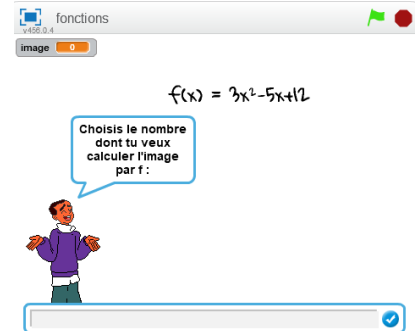 fonctions
v456.0.4
image 0
f(x) = 3x²-5x+12
Choisis le nombre
dont tu veux
calculer l'image
par f :